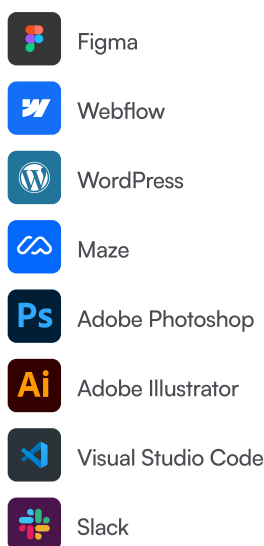 Figma
Webflow
WordPress
Maze
Ps
Adobe Photoshop
Ai
Adobe Illustrator
Visual Studio Code
Slack